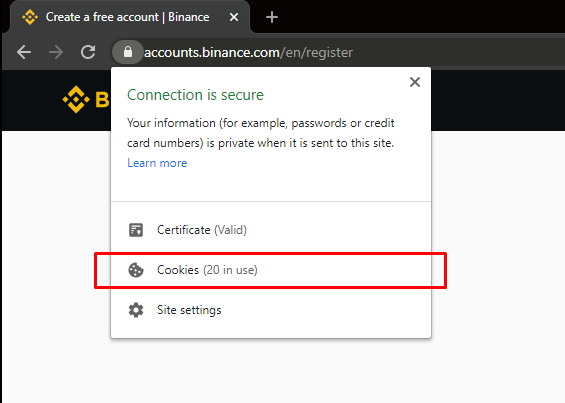 Create a free account | Binance
accounts.binance.com/en/register
B
Connection is secure
Your information (for example, passwords or credit
card numbers) is private when it is sent to this site.
Learn more
Certificate (Valid)
Cookies (20 in use)
Site settings